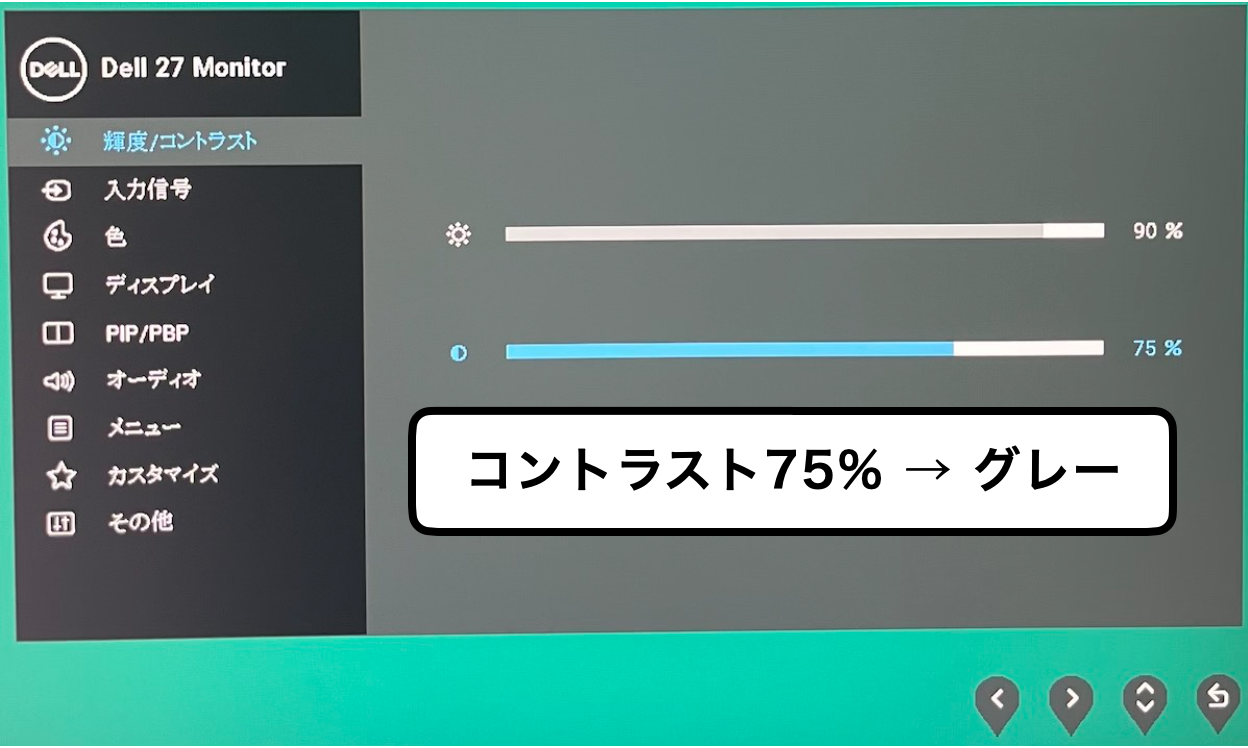 DELL Dell 27 Monitor
輝度/コントラスト
入力信号
色
ディスプレイ
PIP/PBP
オーディオ
メニュー
カスタマイズ
その他
90 %
75 %
コントラスト75% → グレー